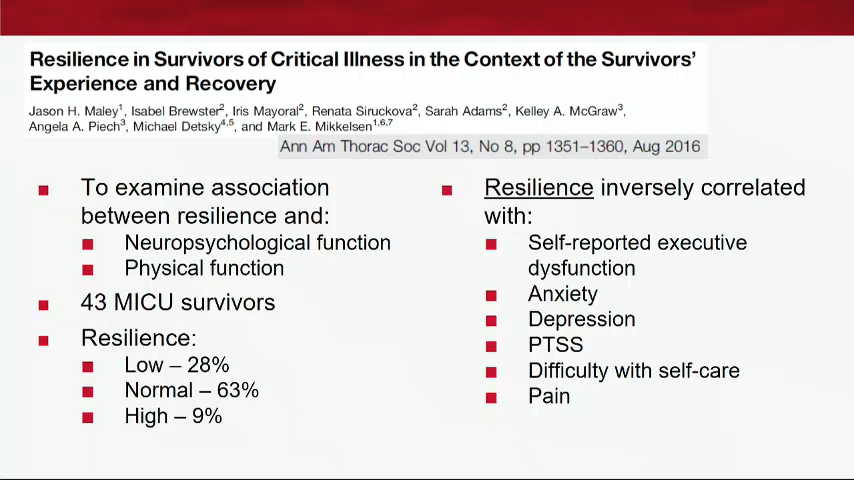 Resilience in Survivors of Critical Illness in the Context of the Survivors'
Experience and Recovery
Jason H. Maley1, Isabel Brewster2, Iris Mayoral2, Renata Siruckova2, Sarah Adams2, Kelley A. McGraw3,
Angela A. Piech3, Michael Detsky4,5, and Mark E. Mikkelsen1,6,7
Ann Am Thorac Soc Vol 13, No 8, pp 1351–1360, Aug 2016
To examine association
between resilience and:
Neuropsychological function
Physical function
43 MICU survivors
Resilience:
Low – 28%
Normal – 63%
High – 9%
Resilience inversely correlated
with:
Self-reported executive
dysfunction
Anxiety
Depression
PTSS
Difficulty with self-care
Pain